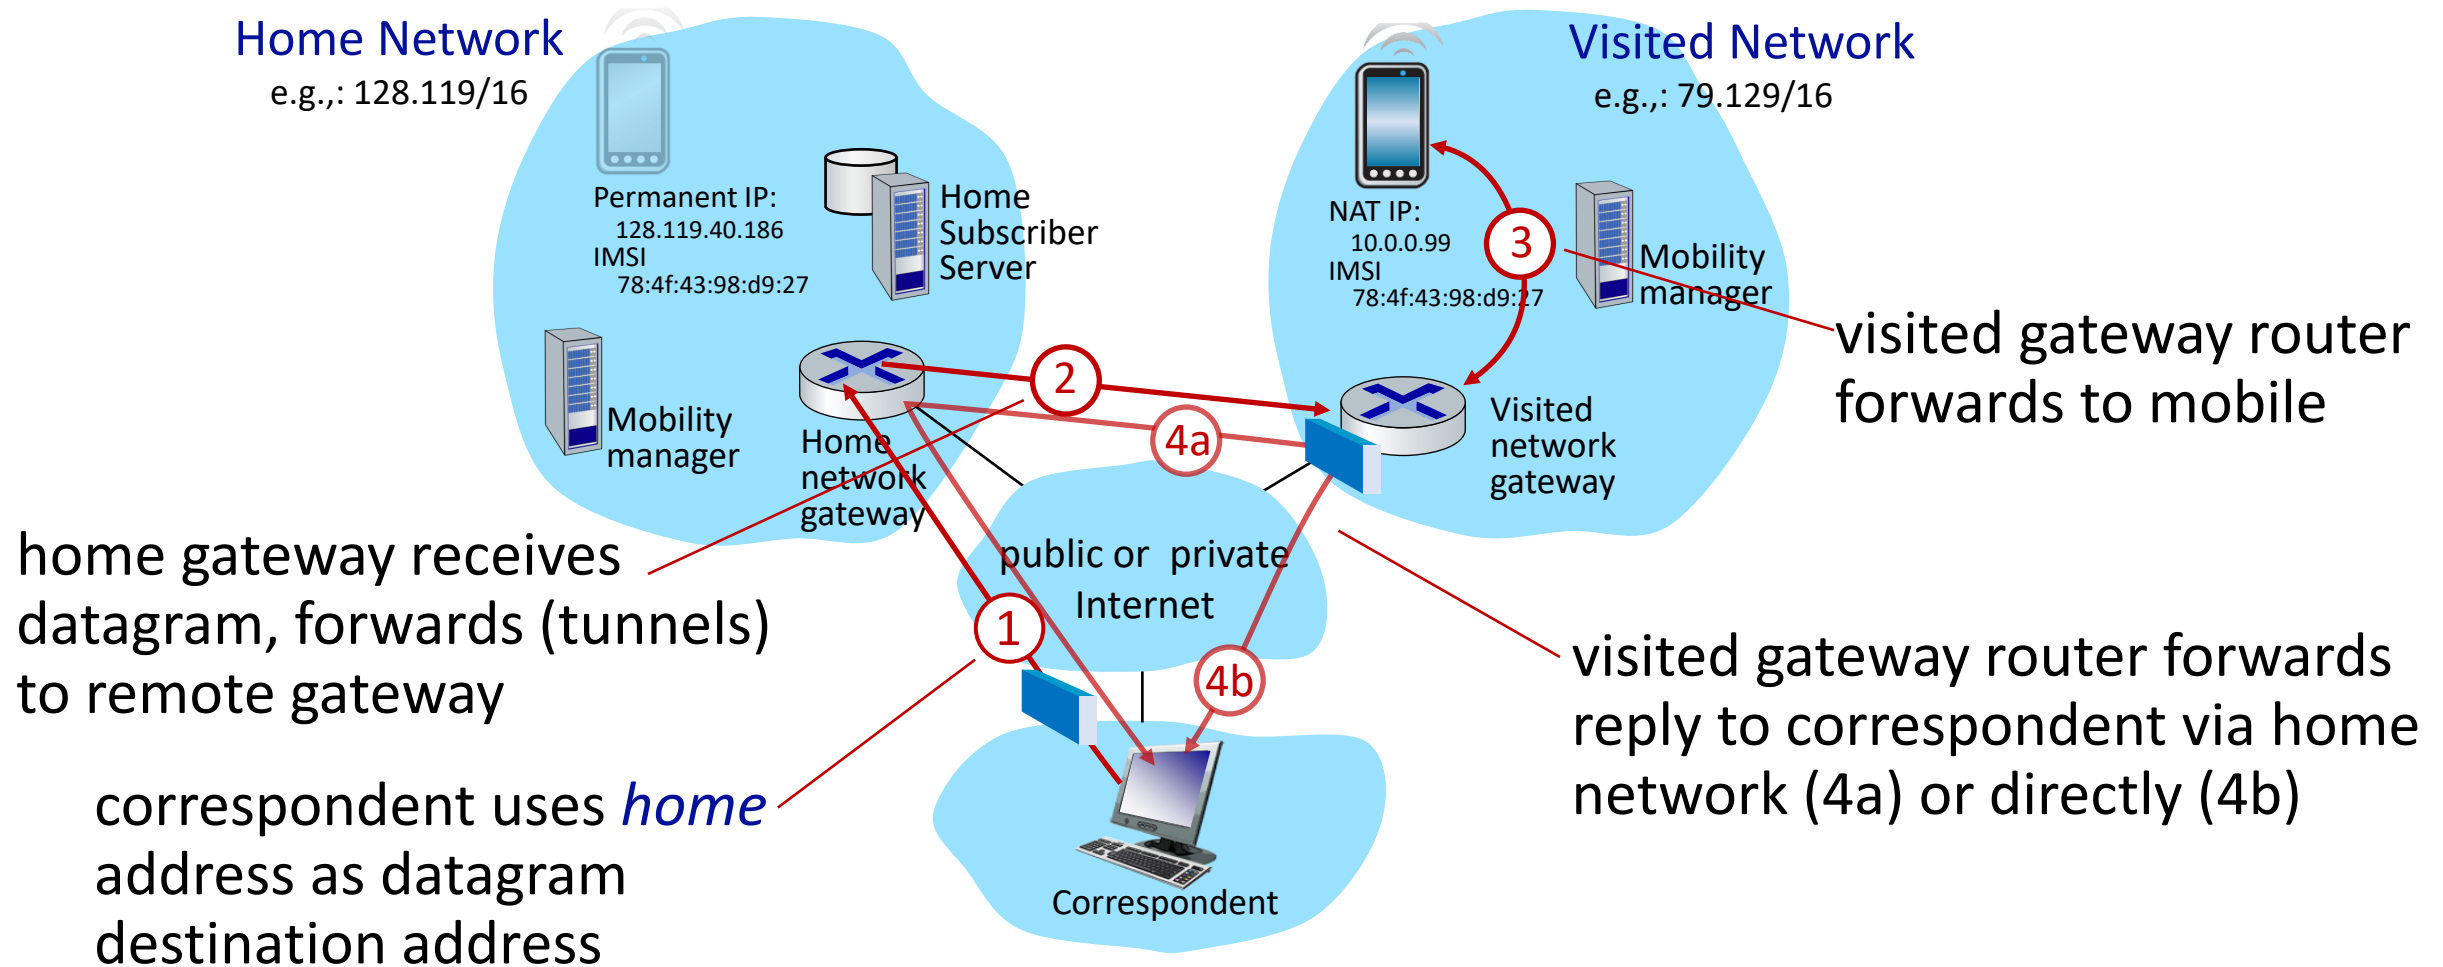 Home Network
e.g.,: 128.119/16
Visited Network
e.g.,: 79.129/16
Permanent IP:
128.119.40.186
IMSI
78:4f:43:98:d9:27
Home
Subscriber
Server
NAT IP:
10.0.0.99
IMSI
78:4f:43:98:d9:27
3
Mobility
manager
visited gateway router
forwards to mobile
Mobility
manager
Home
network
gateway
2
4a
Visited
network
gateway
home gateway receives
datagram, forwards (tunnels)
to remote gateway
public or private
Internet
1
4b
visited gateway router forwards
reply to correspondent via home
network (4a) or directly (4b)
correspondent uses home
address as datagram
destination address
Correspondent